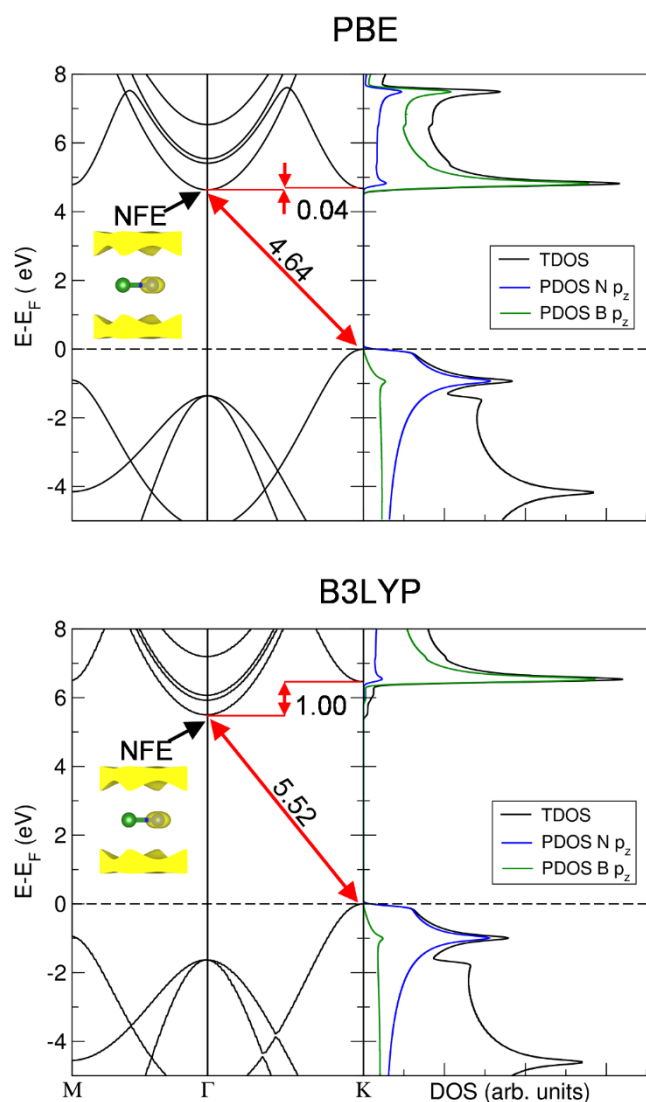 PBE
8
6
4
2
0
-2
-4
E-E_F ( eV)
NFE
0.04
4.64
TDOS
PDOS N p_z
PDOS B p_z
B3LYP
8
6
4
2
0
-2
-4
E-E_F (eV)
NFE
1.00
5.52
TDOS
PDOS N p_z
PDOS B p_z
M Γ K DOS (arb. units)